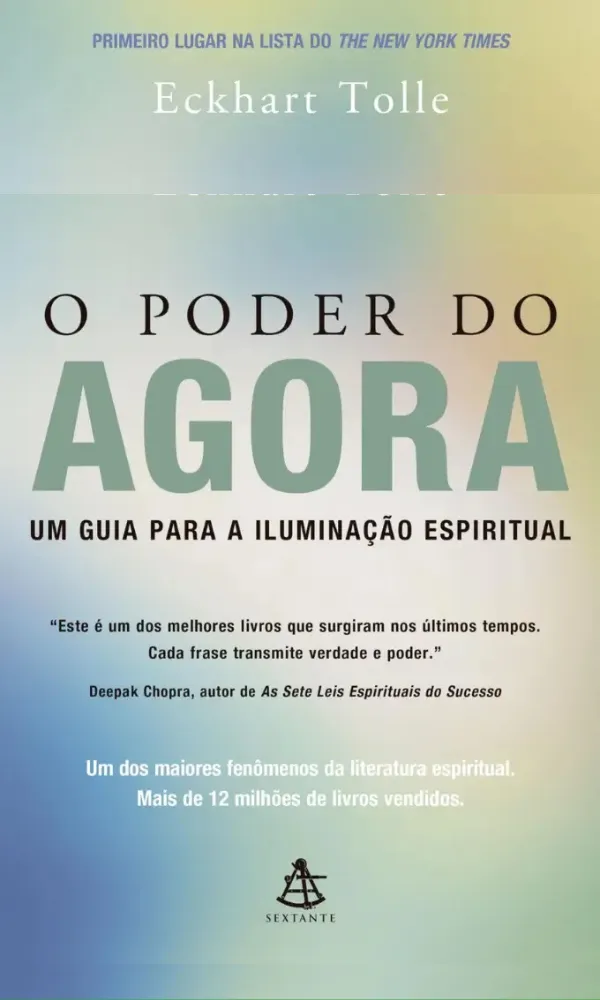 PRIMEIRO LUGAR NA LISTA DO THE NEW YORK TIMES
Eckhart Tolle
O PODER DO
AGORA
UM GUIA PARA A ILUMINAÇÃO ESPIRITUAL
“Este é um dos melhores livros que surgiram nos últimos tempos.
Cada frase transmite verdade e poder.”
Deepak Chopra, autor de As Sete Leis Espirituais do Sucesso
Um dos maiores fenômenos da literatura espiritual.
Mais de 12 milhões de livros vendidos.
SEXTANTE